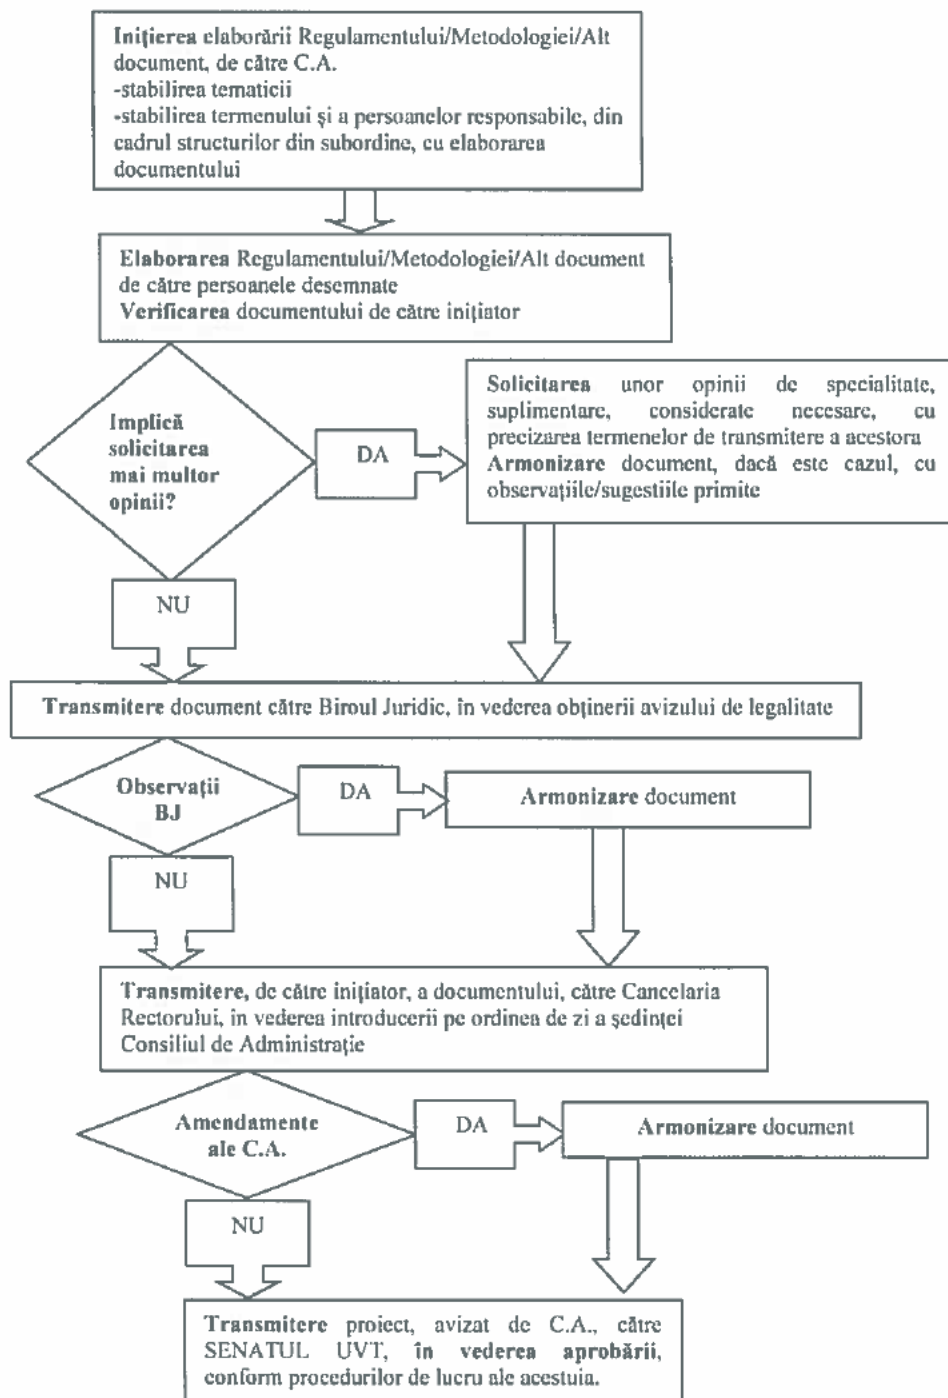 Inițierea elaborării Regulamentului/Metodologiei/Alt
document, de către C.A.
-stabilirea tematicii
-stabilirea termenului și a persoanelor responsabile, din
cadrul structurilor din subordine, cu elaborarea
documentului
Elaborarea Regulamentului/Metodologiei/Alt document
de către persoanele desemnate
Verificarea documentului de către inițiator
Implică
solicitarea
mai multor
opinii?
DA
Solicitarea unor opinii de specialitate,
suplimentare, considerate necesare, cu
precizarea termenelor de transmitere a acestora
Armonizare document, dacă este cazul, cu
observațiile/sugestiile primite
NU
Transmitere document către Biroul Juridic, în vederea obținerii avizului de legalitate
Observații
BJ
DA
Armonizare document
NU
Transmitere, de către inițiator, a documentului, către Cancelaria
Rectorului, în vederea introducerii pe ordinea de zi a ședinței
Consiliul de Administrație
Amendamente
ale C.A.
DA
Armonizare document
NU
Transmitere proiect, avizat de C.A., către
SENATUL UVT, în vederea aprobării,
conform procedurilor de lucru ale acestuia.